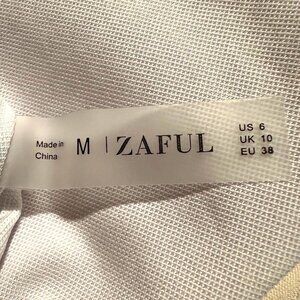 Made in
China
M | ZAFUL
US 6
UK 10
EU 38